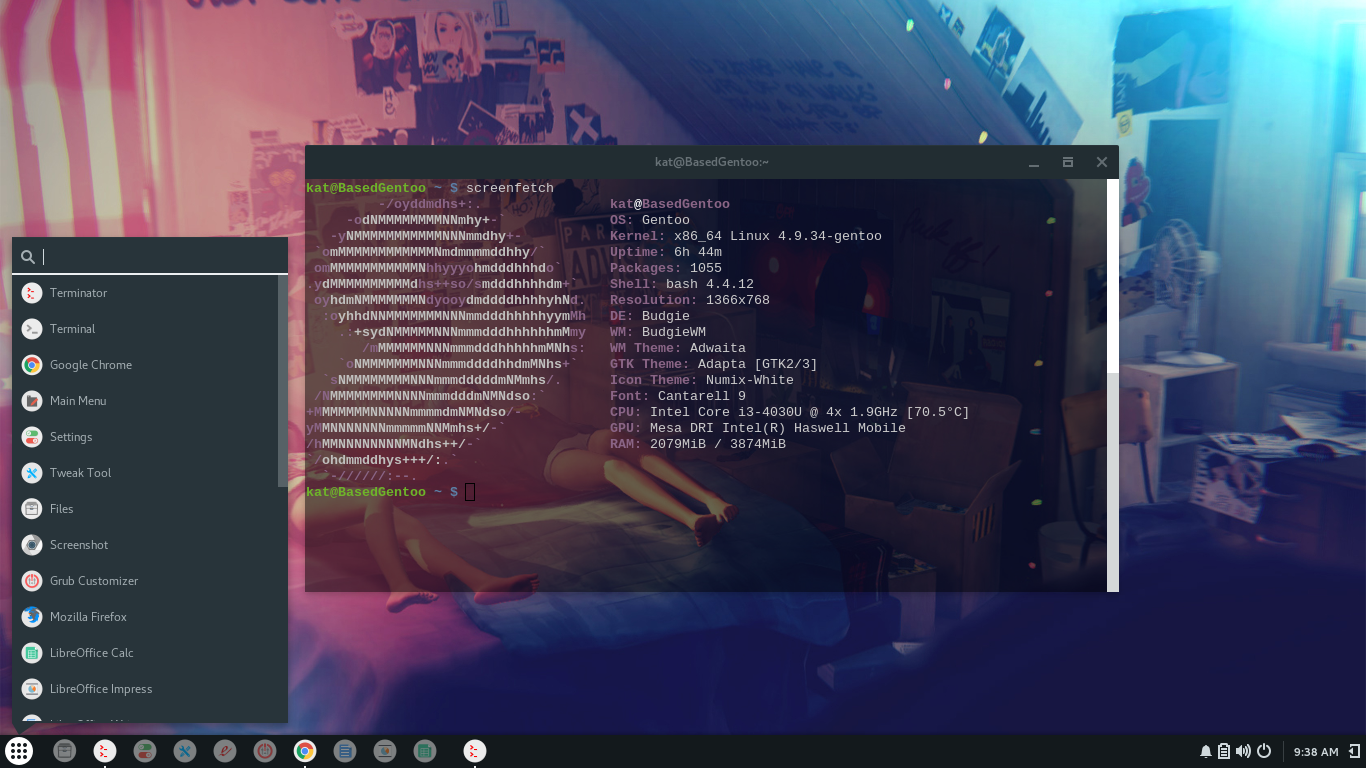 kat@BasedGentoo:~
kat@BasedGentoo ~ $ screenfetch
-/oyddmdhs+:.
-odNMMMMMMMMNNmhy+-`
-yNMMMMMMMMMMMNNNmmdhy+-
`omMMMMMMMMMMMMNmdmmmmddhhy/`
omMMMMMMMMMMMNhhyyyohmdddhhhdo`
.ydMMMMMMMMMMdhs++so/smdddhhhhdm+`
oyhdmNMMMMMMMNdyooydmddddhhhhyhNd.
:oyhhdNNMMMMMMMNNNmmdddhhhhhyymMh
.:+sydNMMMMMNNNmmmdddhhhhhhmMmy
/mMMMMMMNNNmmmdddhhhhhmMNhs:
`oNMMMMMMMNNNmmmddddhhdmMNhs+`
`sNMMMMMMMMNNNmmmdddddmNMmhs/.
/NMMMMMMMMNNNNmmmdddmNMNdso:`
+MMMMMMMNNNNNmmmmdmNMNdso/-
yMMNNNNNNNmmmmmNNMmhs+/-`
/hMMNNNNNNNNMNdhs++/-`
`/ohdmmddhys+++/:.`
`-//////:--.
kat@BasedGentoo
OS: Gentoo
Kernel: x86_64 Linux 4.9.34-gentoo
Uptime: 6h 44m
Packages: 1055
Shell: bash 4.4.12
Resolution: 1366x768
DE: Budgie
WM: BudgieWM
WM Theme: Adwaita
GTK Theme: Adapta [GTK2/3]
Icon Theme: Numix-White
Font: Cantarell 9
CPU: Intel Core i3-4030U @ 4x 1.9GHz [70.5°C]
GPU: Mesa DRI Intel(R) Haswell Mobile
RAM: 2079MiB / 3874MiB
kat@BasedGentoo ~ $
Terminator
Terminal
Google Chrome
Main Menu
Settings
Tweak Tool
Files
Screenshot
Grub Customizer
Mozilla Firefox
LibreOffice Calc
LibreOffice Impress
9:38 AM